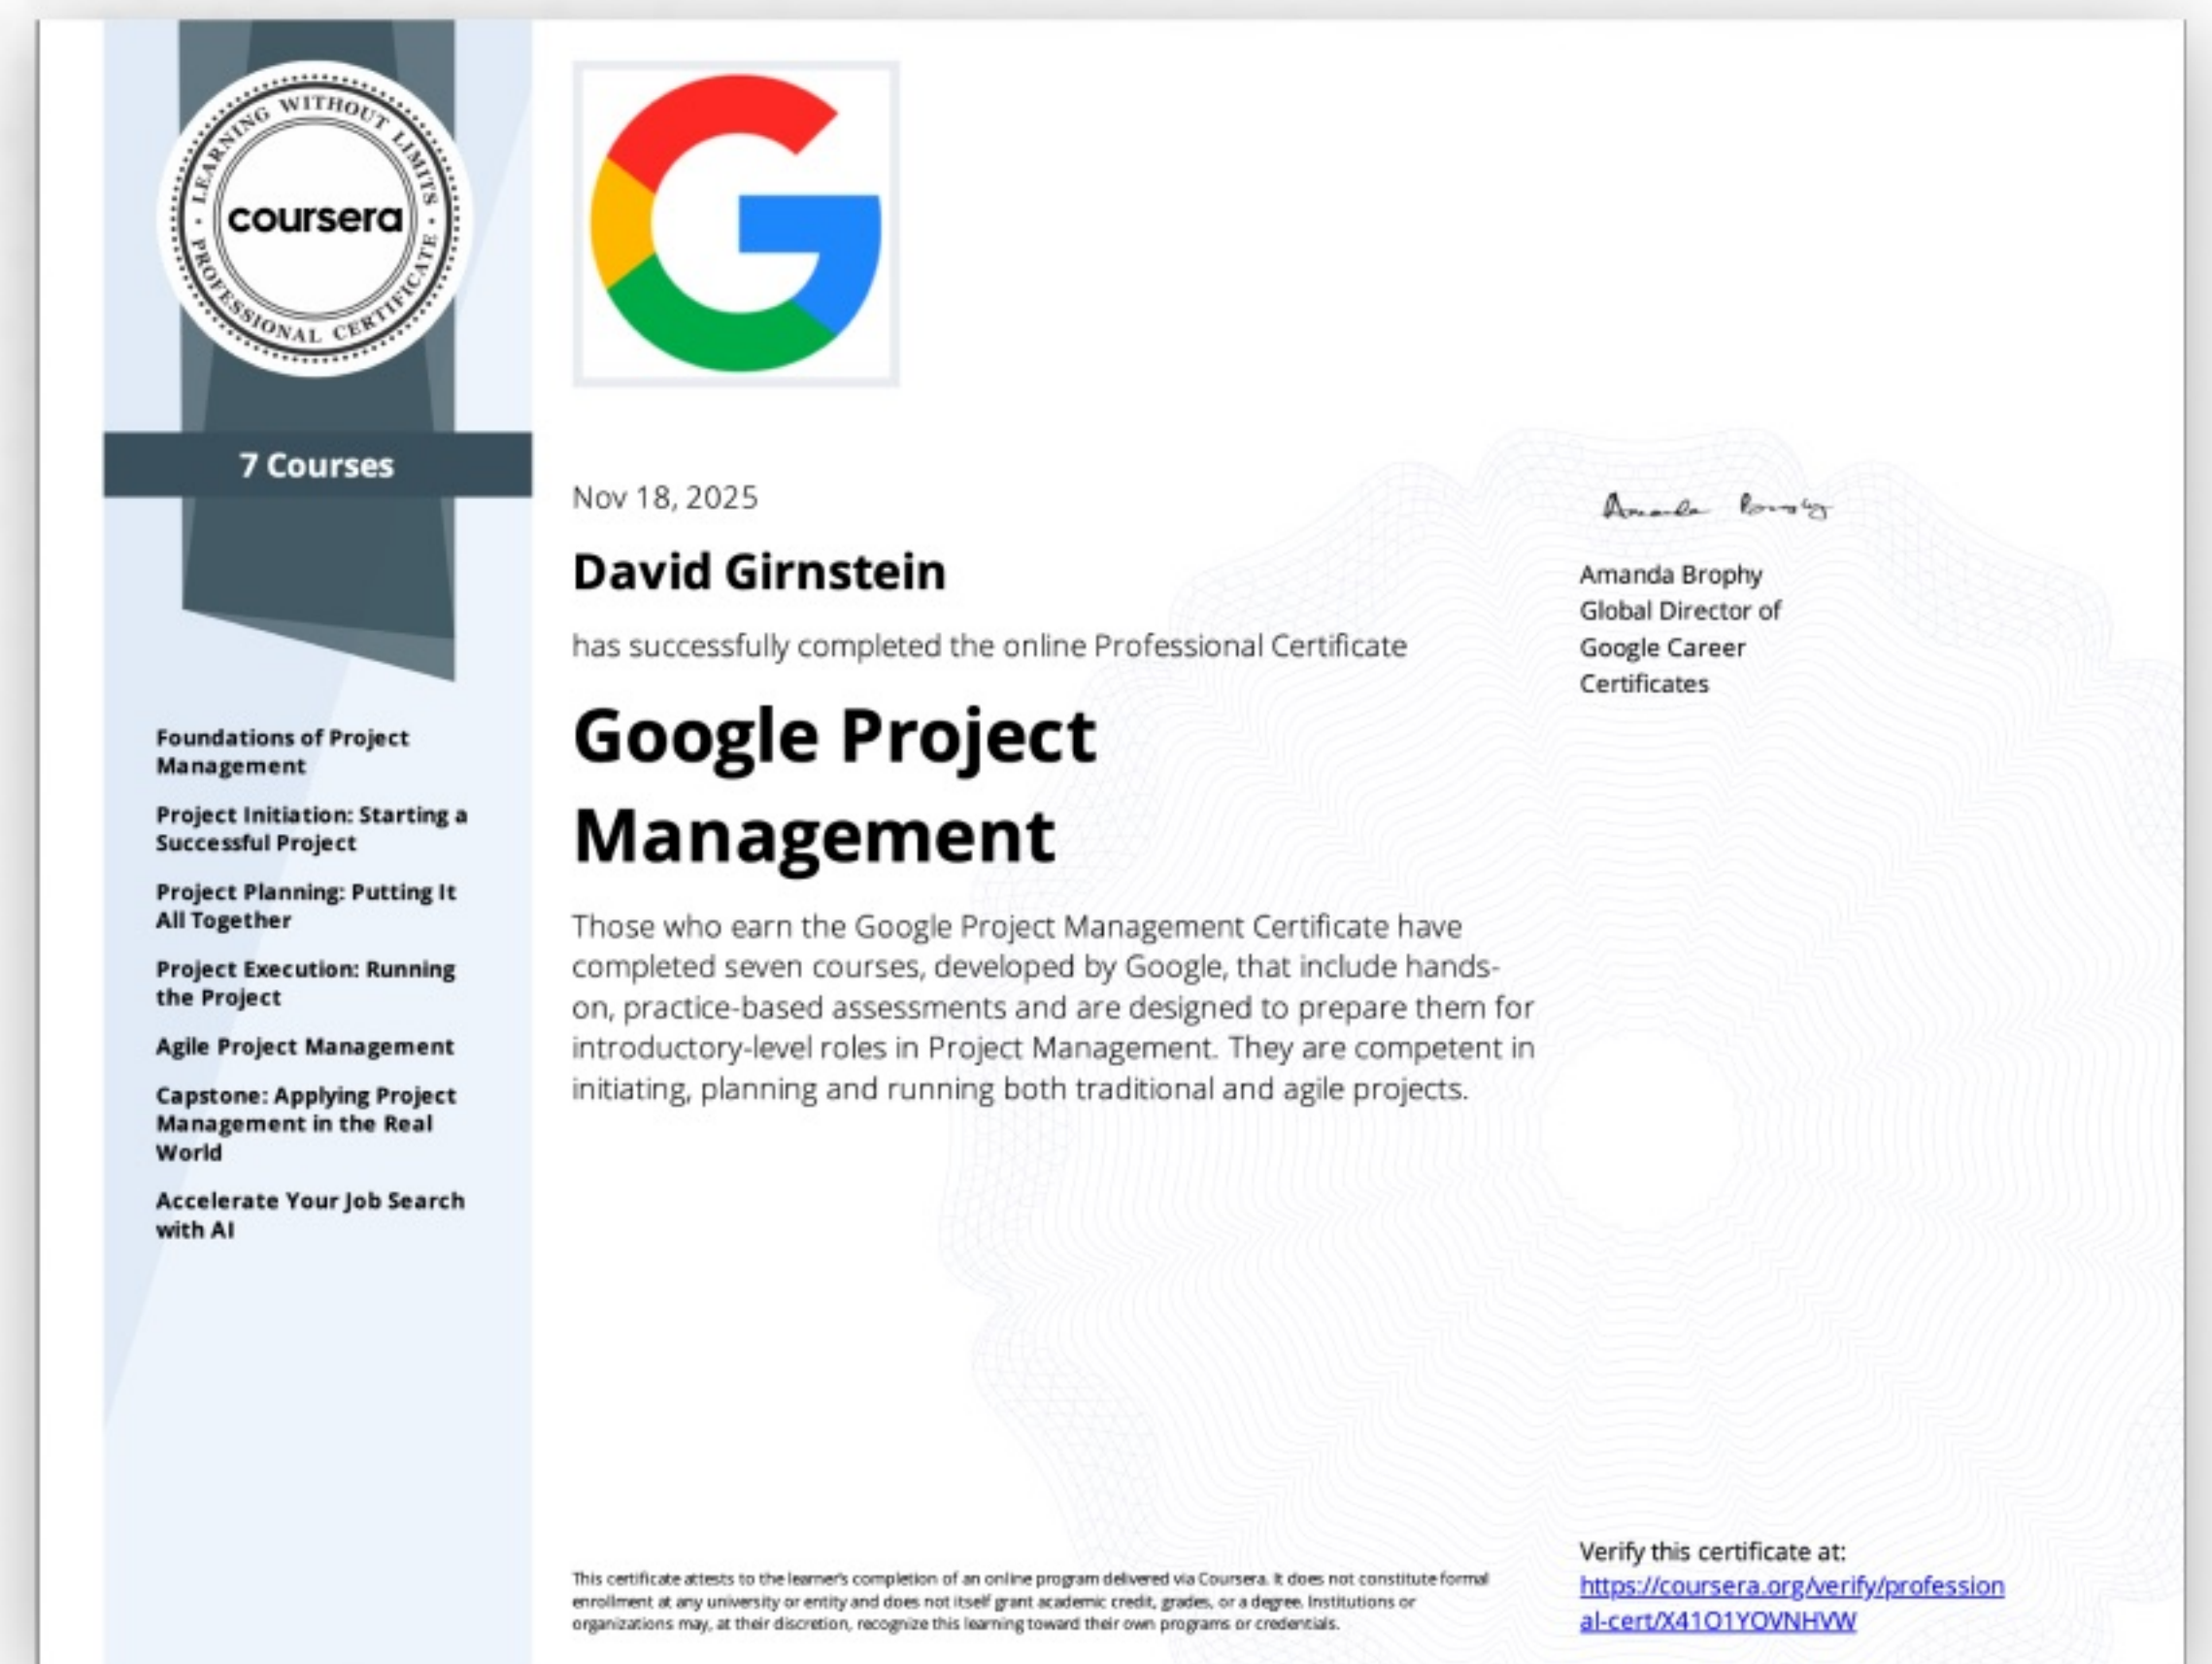 LEARNING WITHOUT LIMITS
coursera
PROFESSIONAL CERTIFICATE
7 Courses
Foundations of Project
Management
Project Initiation: Starting a
Successful Project
Project Planning: Putting It
All Together
Project Execution: Running
the Project
Agile Project Management
Capstone: Applying Project
Management in the Real
World
Accelerate Your Job Search
with AI
Nov 18, 2025
David Girnstein
has successfully completed the online Professional Certificate
Google Project
Management
Those who earn the Google Project Management Certificate have
completed seven courses, developed by Google, that include hands-
on, practice-based assessments and are designed to prepare them for
introductory-level roles in Project Management. They are competent in
initiating, planning and running both traditional and agile projects.
Amanda Brophy
Amanda Brophy
Global Director of
Google Career
Certificates
This certificate attests to the learner's completion of an online program delivered via Coursera. It does not constitute formal
enrollment at any university or entity and does not itself grant academic credit, grades, or a degree. Institutions or
organizations may, at their discretion, recognize this learning toward their own programs or credentials.
Verify this certificate at:
https://coursera.org/verify/profession
al-cert/X41O1YOVNHVW